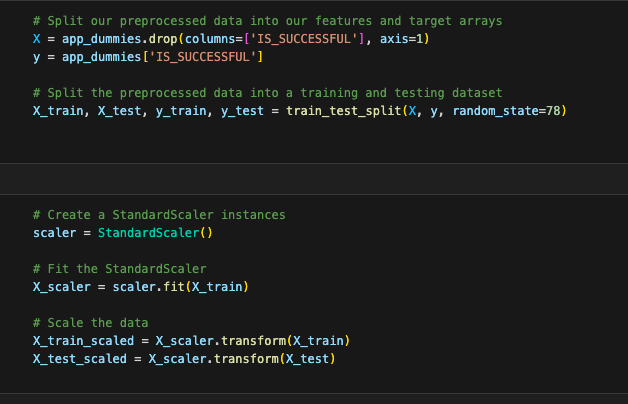 # Split our preprocessed data into our features and target arrays
X = app_dummies.drop(columns=['IS_SUCCESSFUL'], axis=1)
y = app_dummies['IS_SUCCESSFUL']
# Split the preprocessed data into a training and testing dataset
X_train, X_test, y_train, y_test = train_test_split(X, y, random_state=78)
# Create a StandardScaler instances
scaler = StandardScaler()
# Fit the StandardScaler
X_scaler = scaler.fit(X_train)
# Scale the data
X_train_scaled = X_scaler.transform(X_train)
X_test_scaled = X_scaler.transform(X_test)